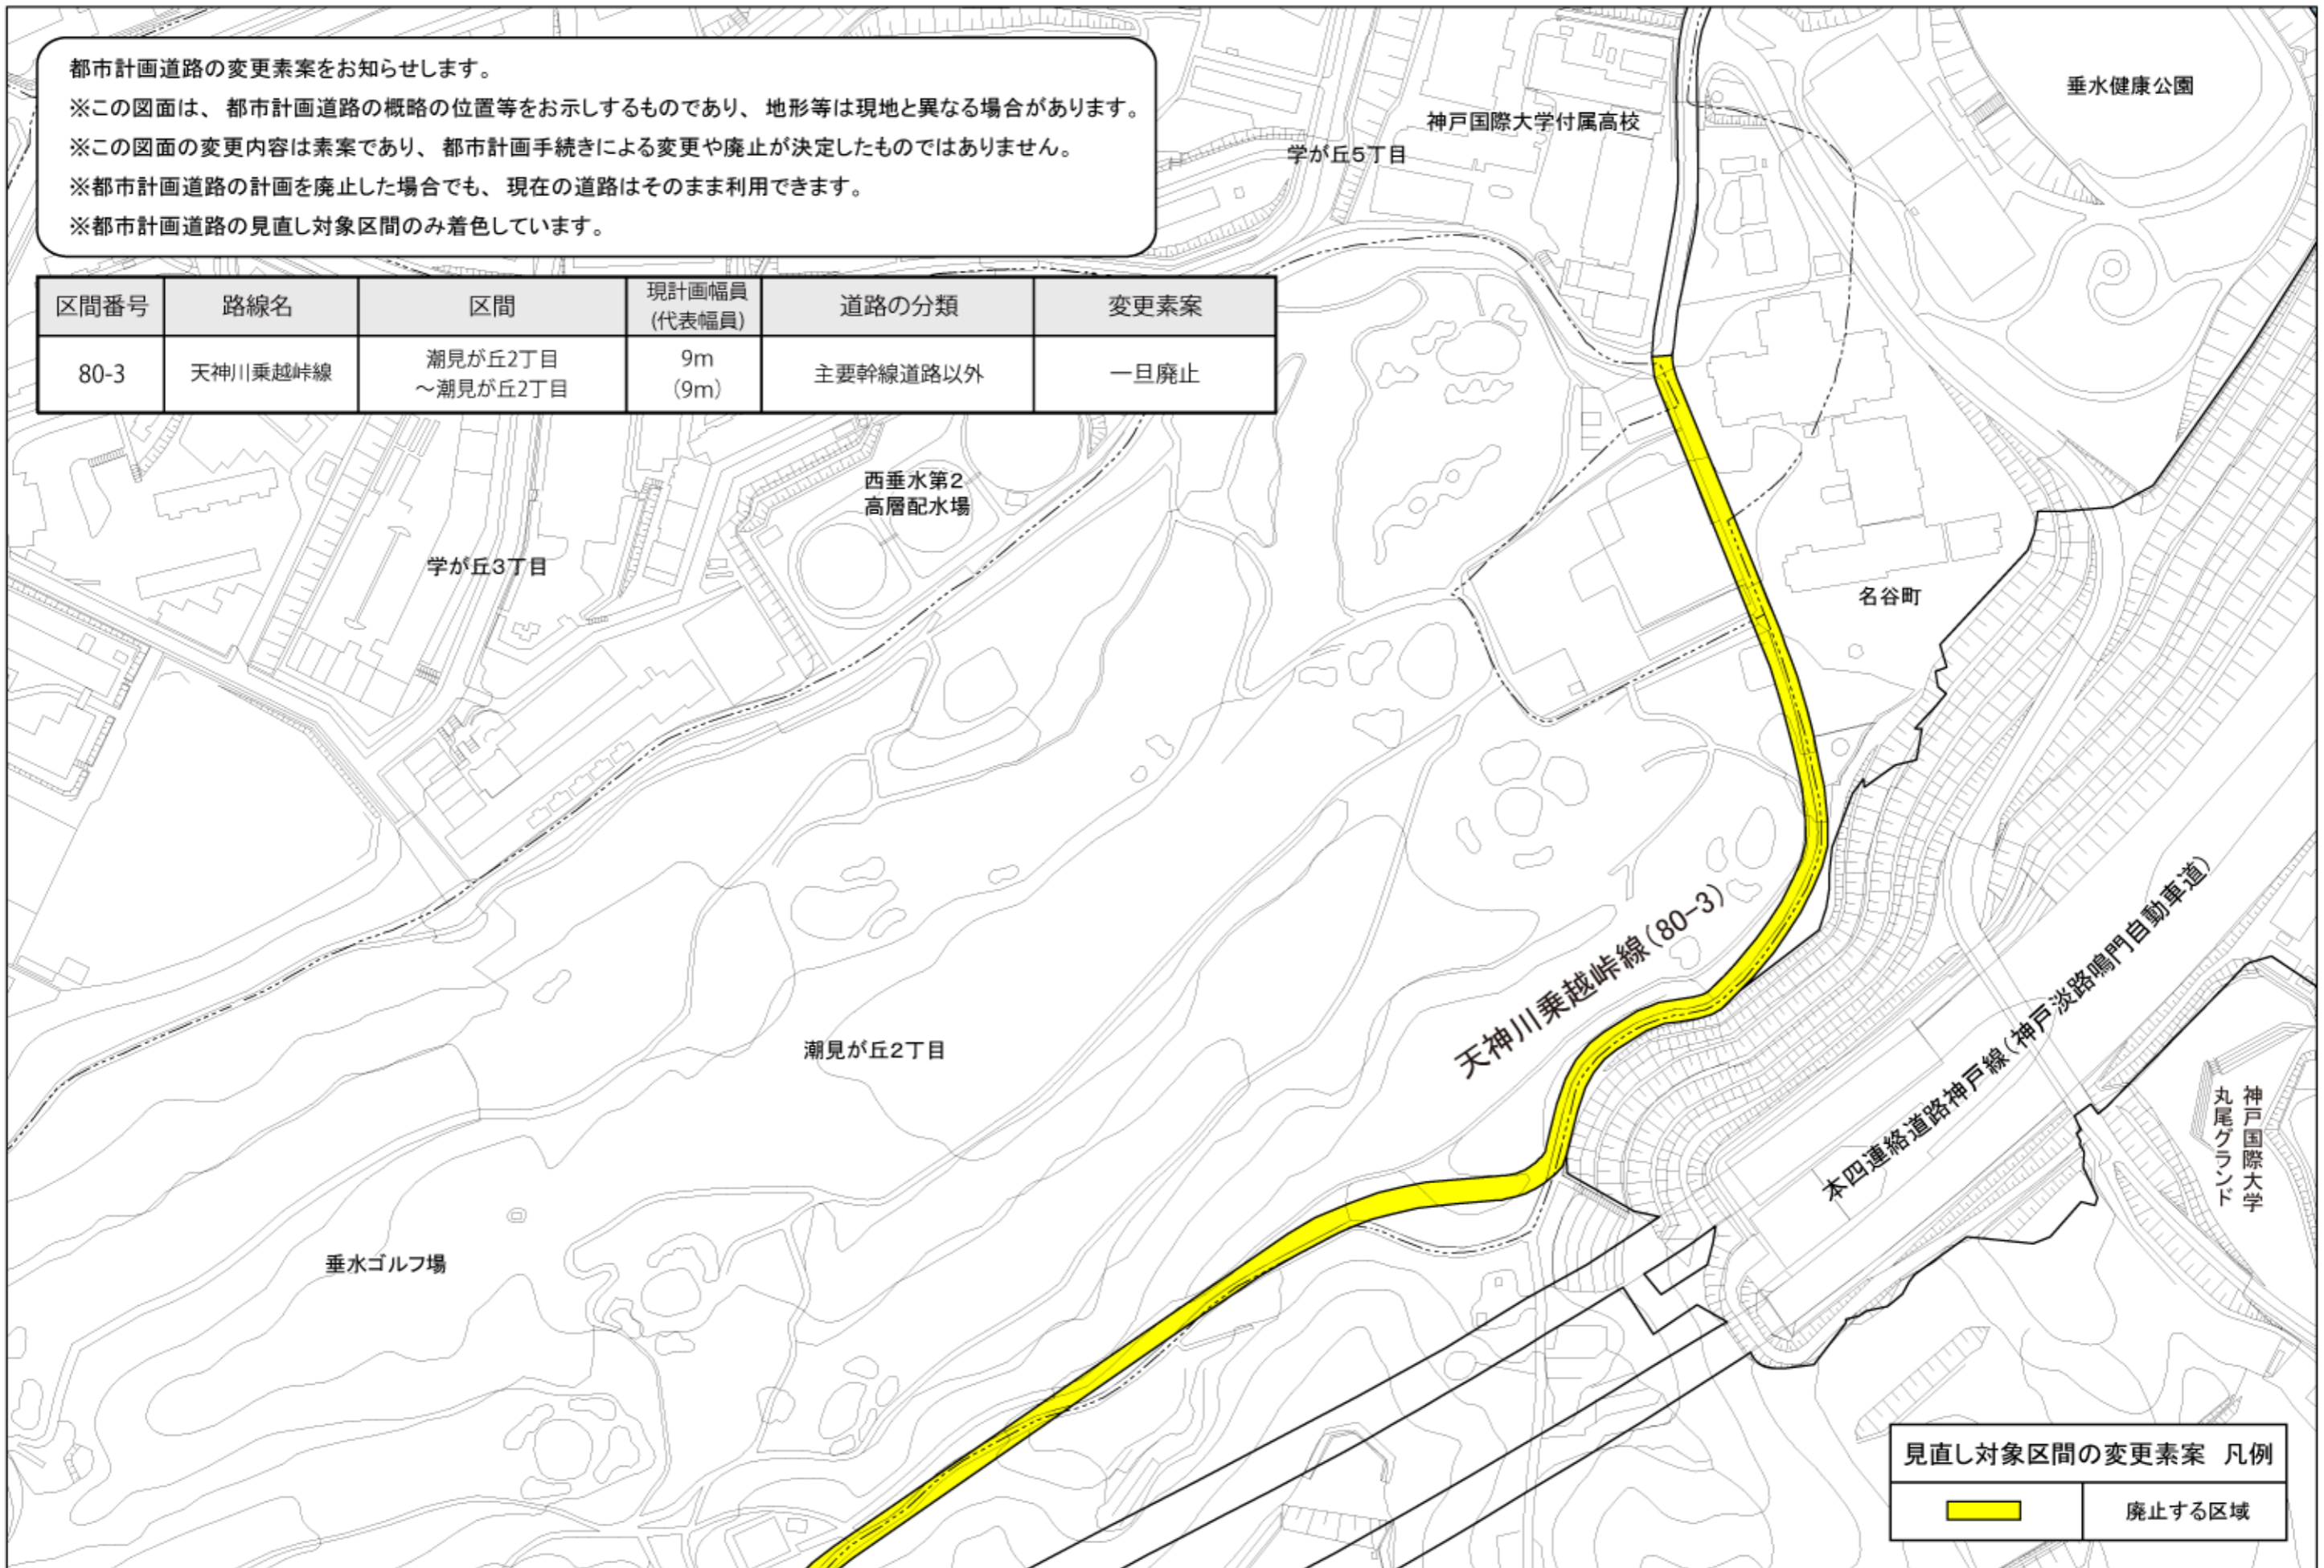 都市計画道路の変更素案をお知らせします。
※この図面は、都市計画道路の概略の位置等をお示しするものであり、地形等は現地と異なる場合があります。
※この図面の変更内容は素案であり、都市計画手続きによる変更や廃止が決定したものではありません。
※都市計画道路の計画を廃止した場合でも、現在の道路はそのまま利用できます。
※都市計画道路の見直し対象区間のみ着色しています。
区間番号 路線名 区間 現計画幅員 (代表幅員) 道路の分類 変更素案
80-3 天神川乗越峠線 潮見が丘2丁目 ～潮見が丘2丁目 9m (9m) 主要幹線道路以外 一旦廃止
垂水健康公園
神戸国際大学付属高校
学が丘5丁目
西垂水第2
高層配水場
学が丘3丁目
名谷町
天神川乗越峠線(80-3)
本四連絡道路神戸線(神戸淡路鳴門自動車道)
潮見が丘2丁目
神戸国際大学
丸尾グランド
垂水ゴルフ場
見直し対象区間の変更素案 凡例
廃止する区域